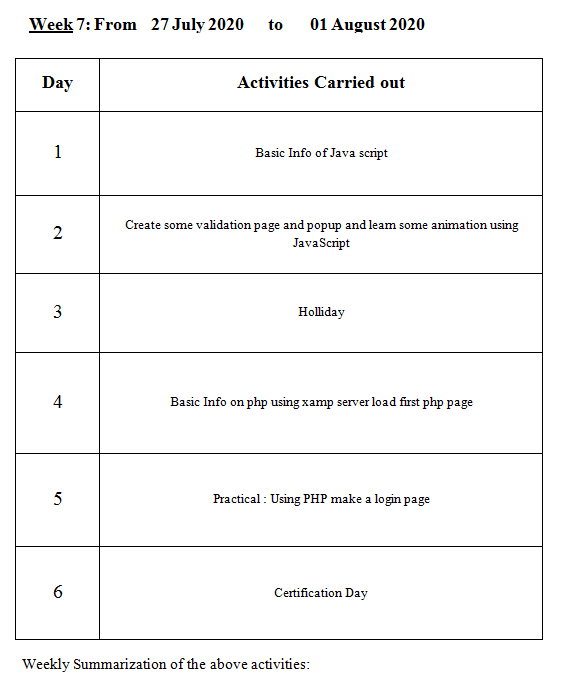 Week 7: From 27 July 2020 to 01 August 2020
Day Activities Carried out
1 Basic Info of Java script
2 Create some validation page and popup and learn some animation using
JavaScript
3 Holliday
4 Basic Info on php using xamp server load first php page
5 Practical : Using PHP make a login page
6 Certification Day
Weekly Summarization of the above activities: